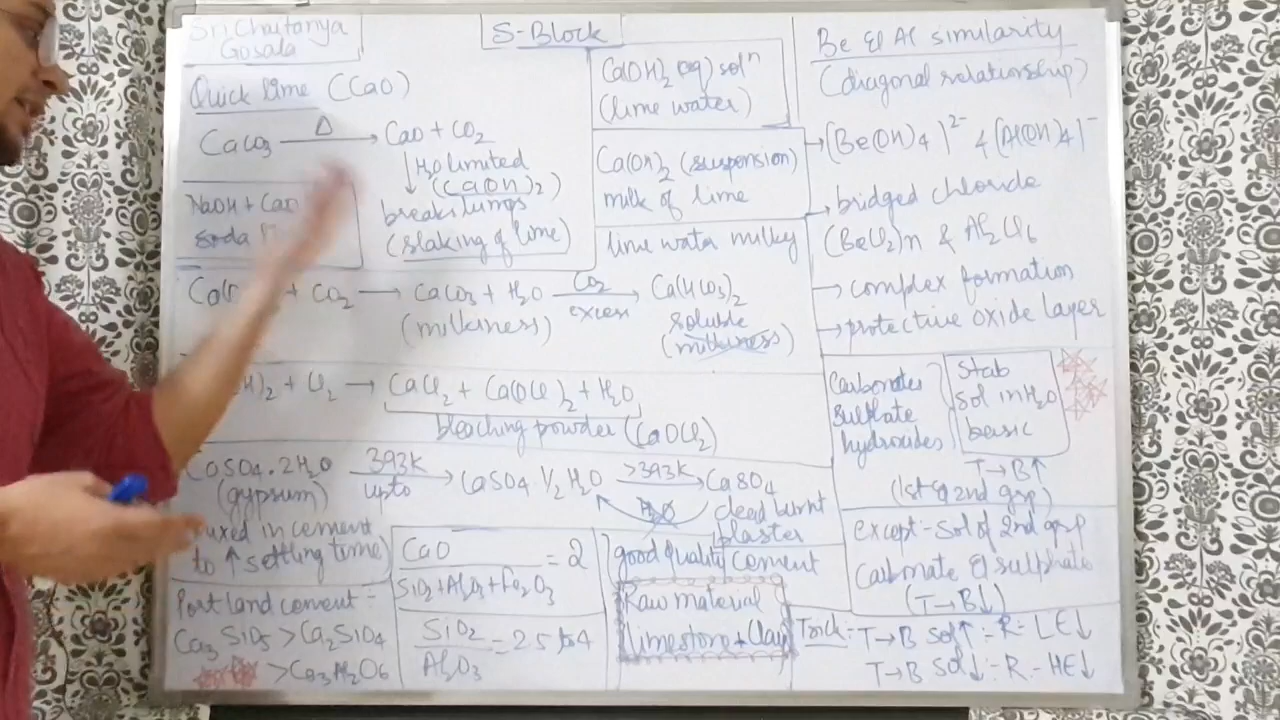 Sri Chaitanya
Gosala
S-Block
Quick lime (CaO)
CaCO3 —Δ→ CaO + CO2
↓ H2O limited
(Ca(OH)2)
breaks lumps
(slaking of lime)
NaOH + CaO
soda
Ca(OH)2 (aq) solⁿ
(lime water)
Ca(OH)2 (suspension)
milk of lime
lime water milky
+ CO2 → CaCO3 + H2O —CO2 excess→ Ca(HCO3)2
(milkiness)
soluble
(milkiness)
)2 + Cl2 → CaCl2 + Ca(OCl)2 + H2O
bleaching powder (CaOCl2)
CaSO4.2H2O —393K upto→ CaSO4.1/2 H2O —>393K→ CaSO4
(gypsum)
H2O
dead burnt
plaster
in cement
to ↑ settling time)
Portland cement -
Ca3SiO5 > Ca2SiO4
> Ca3Al2O6
CaO / SiO2 + Al2O3 + Fe2O3 = 2
SiO2 / Al2O3 = 2.5 to 4
good quality cement
Raw material
limestone + Clay
Be & Al similarity
(diagonal relationship)
→ (Be(OH)4)²⁻ & (Al(OH)4)⁻
→ bridged chloride
(BeCl2)n & Al2Cl6
→ complex formation
→ protective oxide layer
Carbonates
Sulphate
hydroxides
Stab
sol in H2O
basic
T→B↑
(1st & 2nd grp)
except:- sol of 2nd grp
Carbonate & sulphate
(T→B↓)
Trick:- T→B sol↑ :- R- LE↓
T→B sol↓ :- R- HE↓